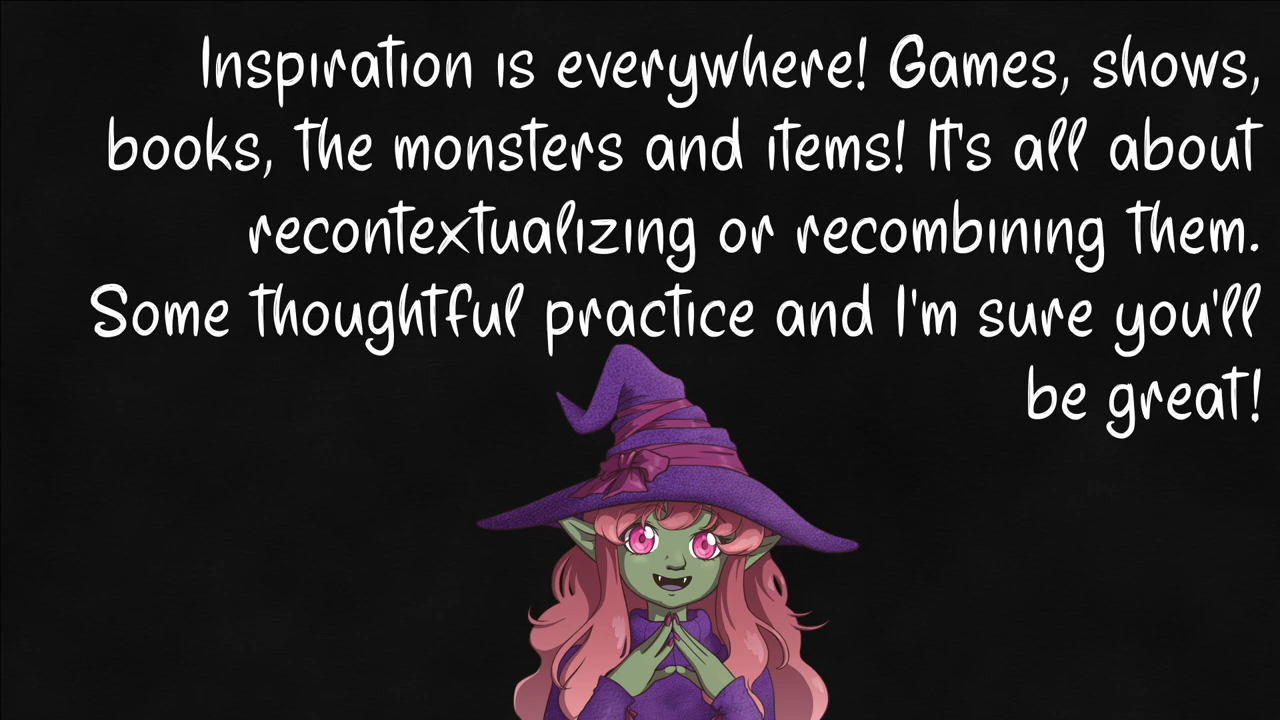 Inspiration is everywhere! Games, shows,
books, the monsters and items! It's all about
recontextualizing or recombining them.
Some thoughtful practice and I'm sure you'll
be great!